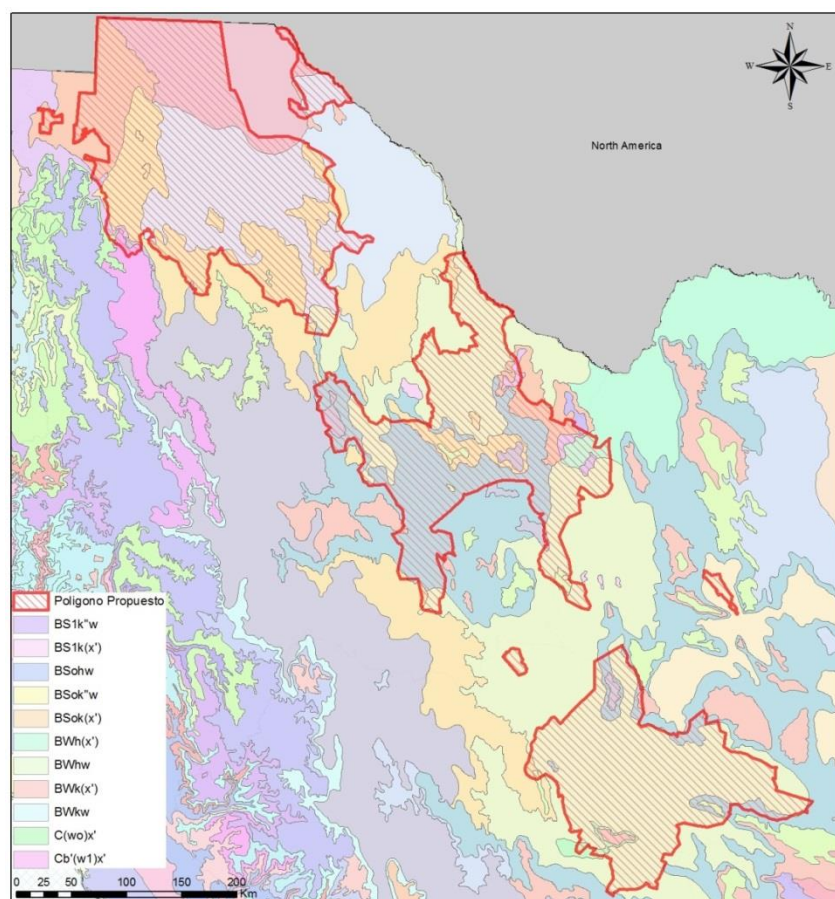 N
W E
S
North America
Poligono Propuesto
BS1k"w
BS1k(x')
BSohw
BSok"w
BSok(x')
BWh(x')
BWhw
BWk(x')
BWkw
C(wo)x'
Cb'(w1)x'
0 25 50 100 150 200
Km